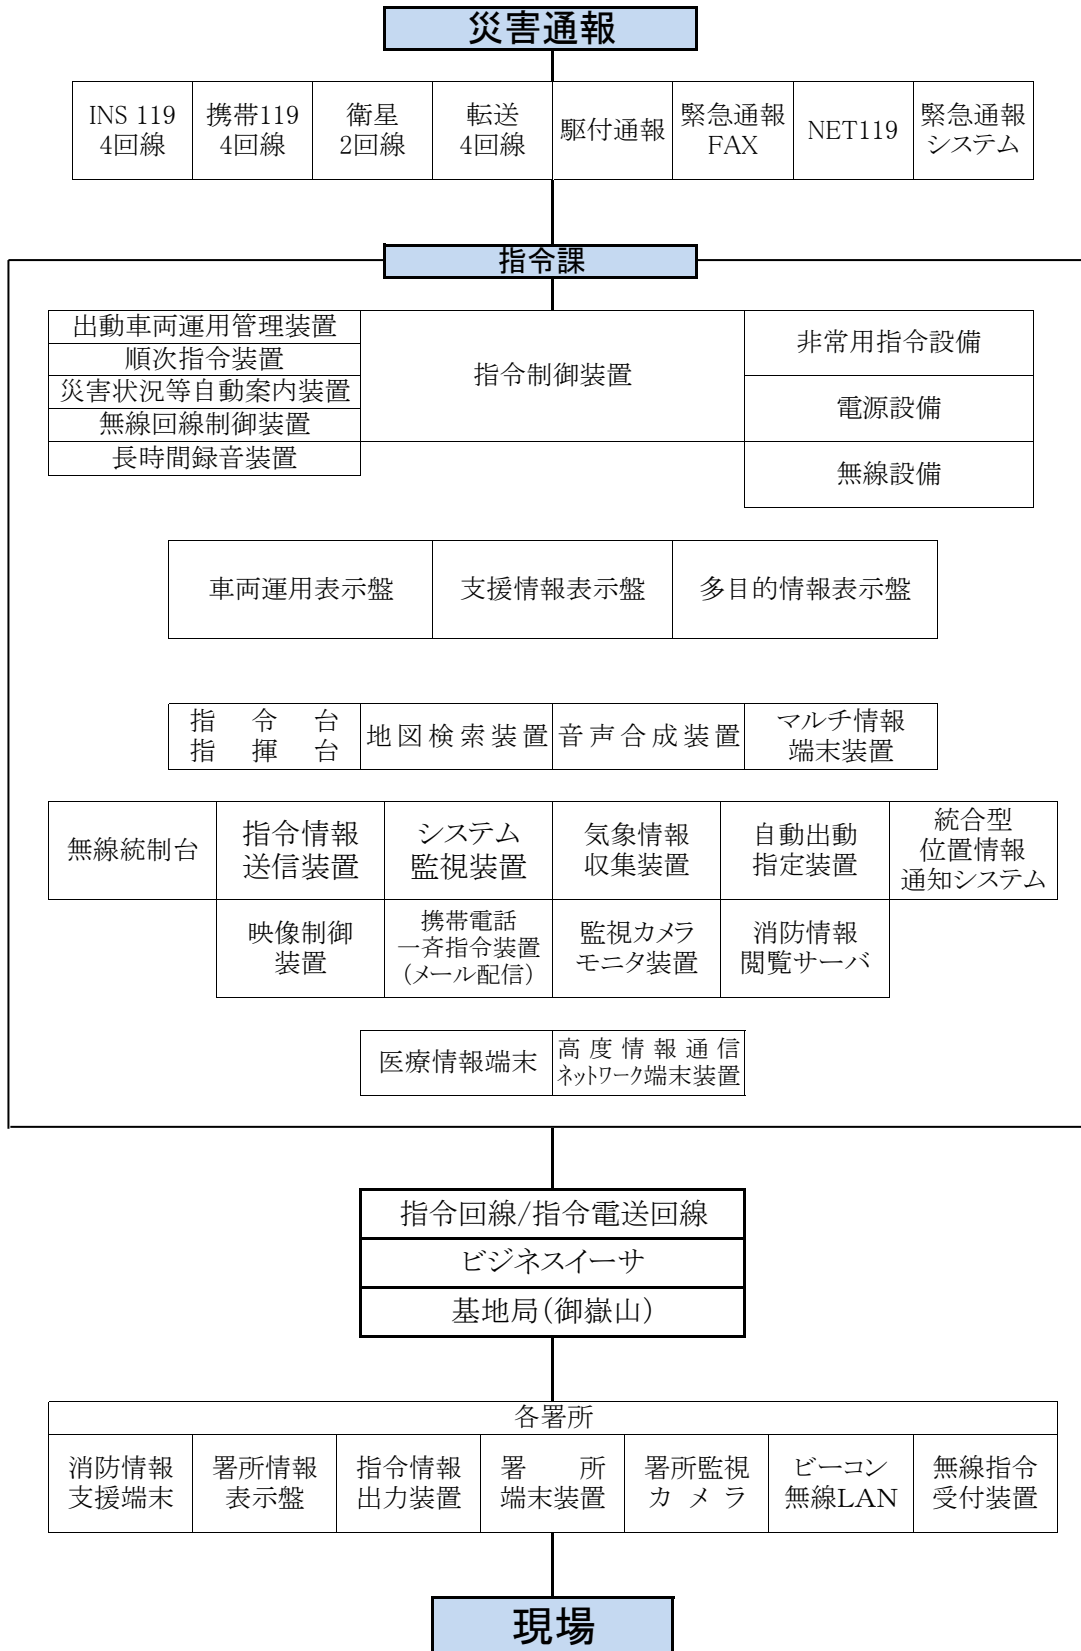 災害通報
INS 119
4回線
携帯119
4回線
衛星
2回線
転送
4回線
駆付通報
緊急通報
FAX
NET119
緊急通報
システム
指令課
出動車両運用管理装置
順次指令装置
災害状況等自動案内装置
無線回線制御装置
長時間録音装置
指令制御装置
非常用指令設備
電源設備
無線設備
車両運用表示盤
支援情報表示盤
多目的情報表示盤
指令台
指揮台
地図検索装置
音声合成装置
マルチ情報
端末装置
無線統制台
指令情報
送信装置
システム
監視装置
気象情報
収集装置
自動出動
指定装置
統合型
位置情報
通知システム
映像制御
装置
携帯電話
一斉指令装置
(メール配信)
監視カメラ
モニタ装置
消防情報
閲覧サーバ
医療情報端末
高度情報通信
ネットワーク端末装置
指令回線/指令電送回線
ビジネスイーサ
基地局(御嶽山)
各署所
消防情報
支援端末
署所情報
表示盤
指令情報
出力装置
署所
端末装置
署所監視
カメラ
ビーコン
無線LAN
無線指令
受付装置
現場